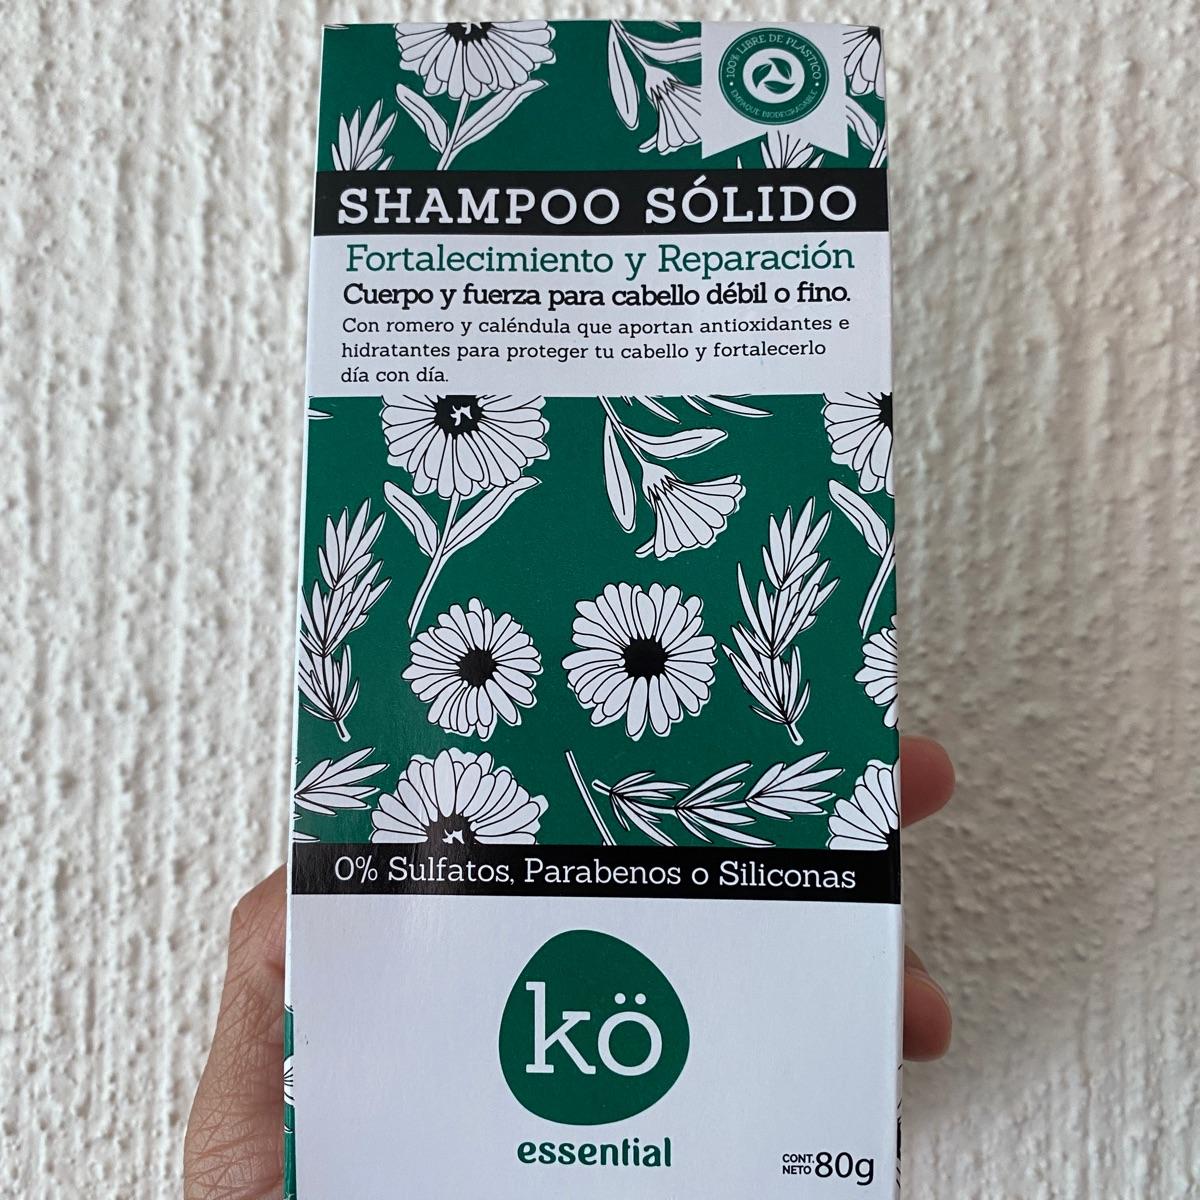 100% LIBRE DE PLÁSTICO
EMPAQUE BIODEGRADABLE
SHAMPOO SÓLIDO
Fortalecimiento y Reparación
Cuerpo y fuerza para cabello débil o fino.
Con romero y caléndula que aportan antioxidantes e
hidratantes para proteger tu cabello y fortalecerlo
día con día.
0% Sulfatos, Parabenos o Siliconas
kö
essential
CONT.
NETO 80g